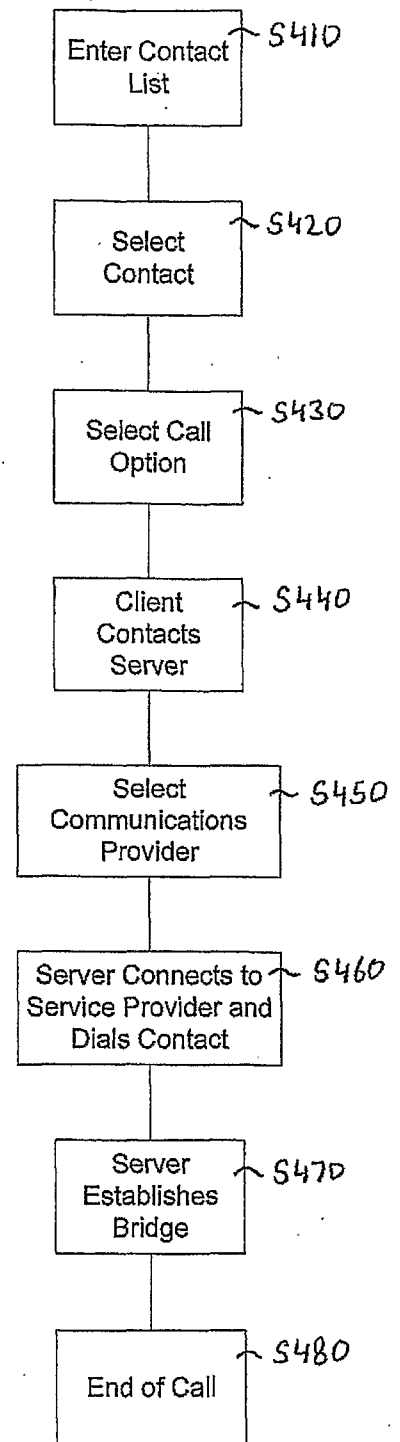 Enter Contact
List
S410
Select
Contact
S420
Select Call
Option
S430
Client
Contacts
Server
S440
Select
Communications
Provider
S450
Server Connects to
Service Provider and
Dials Contact
S460
Server
Establishes
Bridge
S470
End of Call
S480